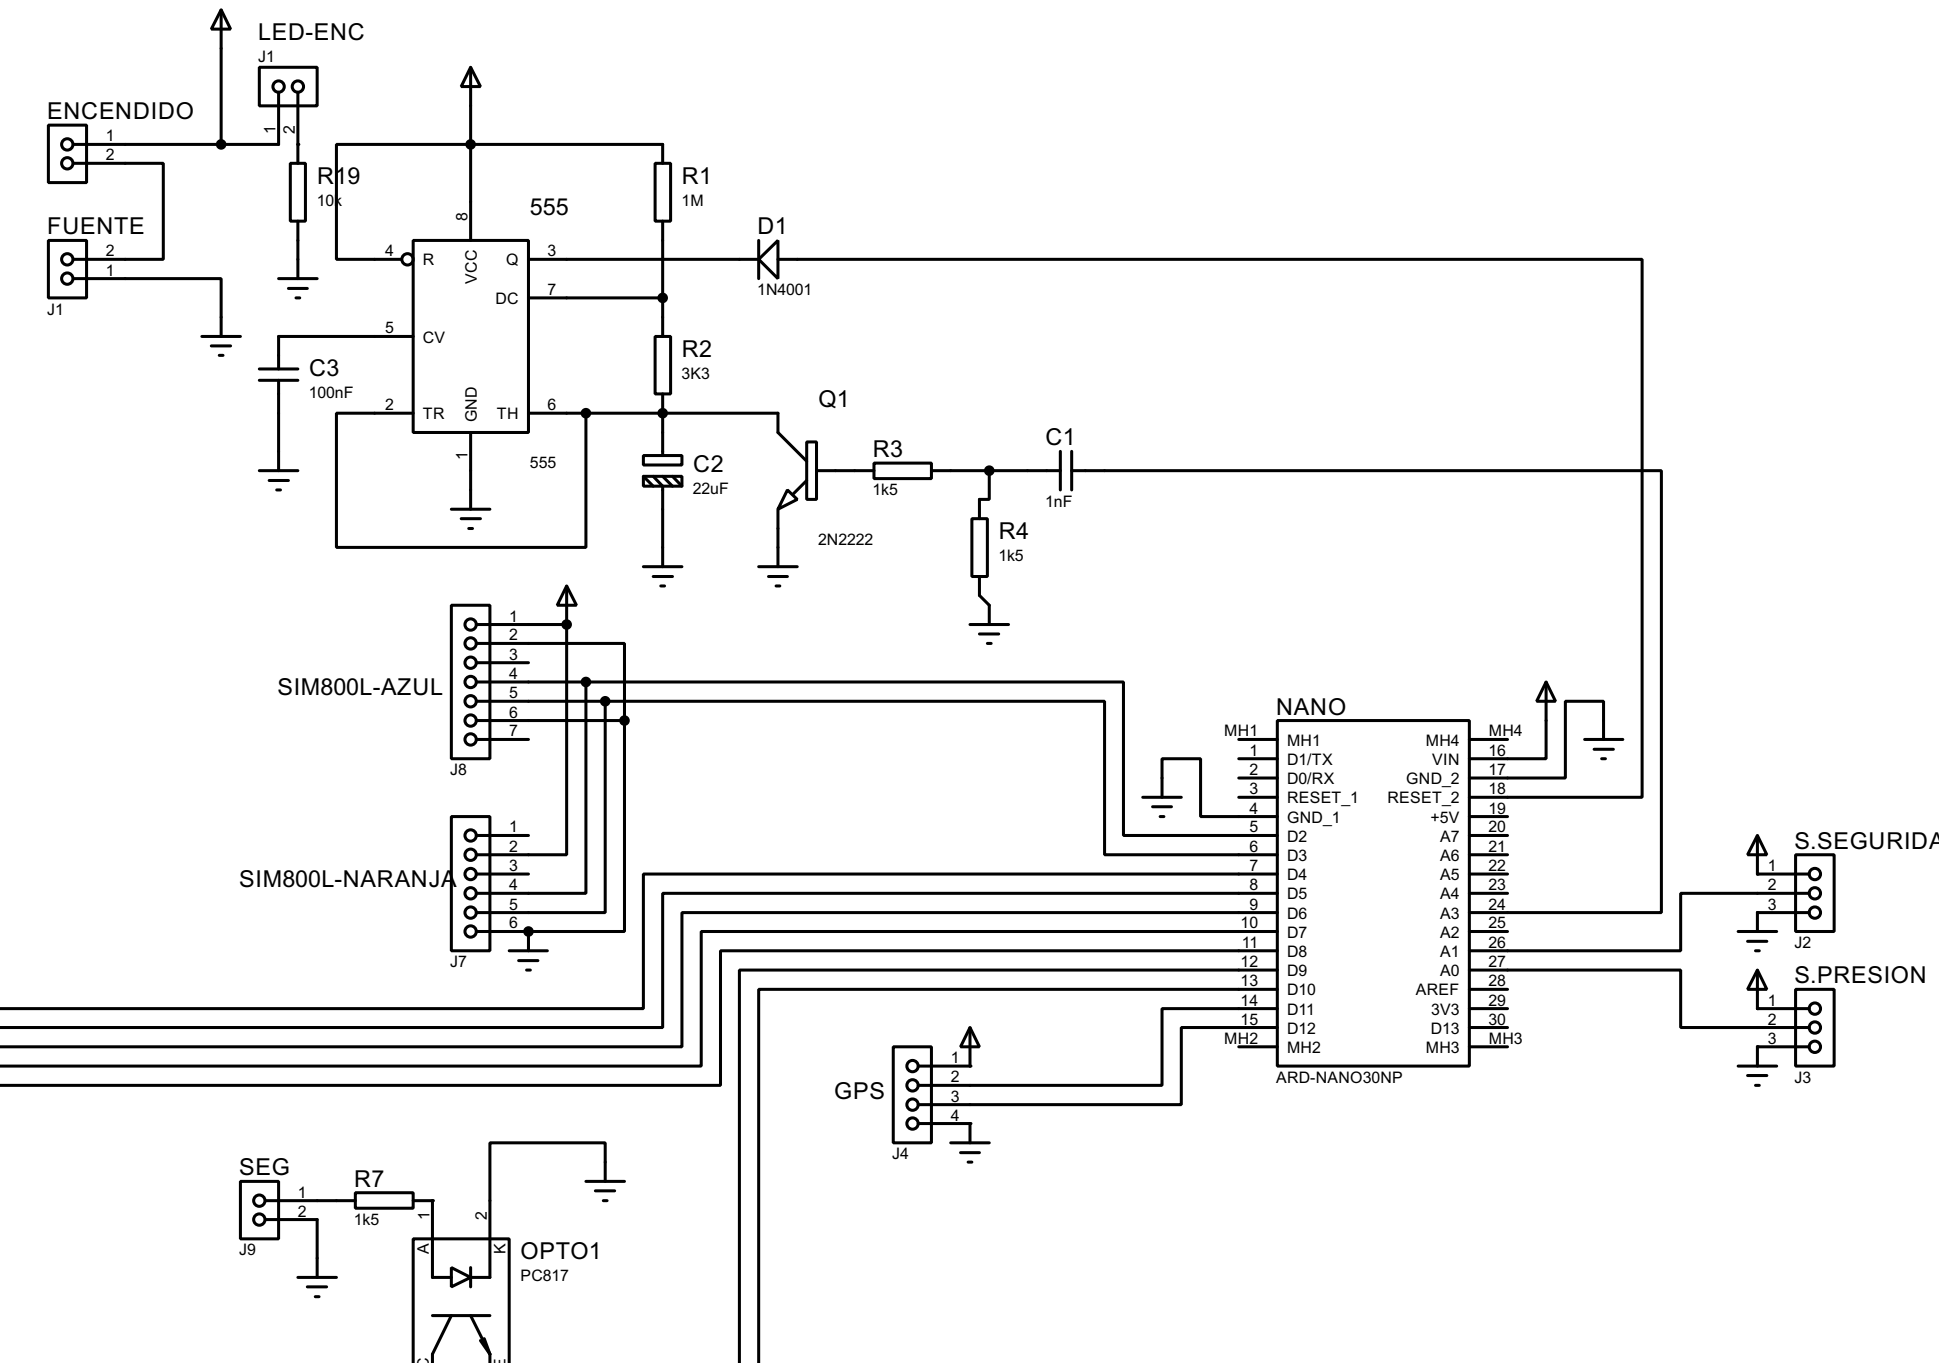 LED-ENC
J1
1
2
ENCENDIDO
1
2
R19
10k
FUENTE
2
1
J1
555
8
VCC
4
R
Q
3
DC
7
5
CV
2
TR
GND
TH
6
1
555
R1
1M
D1
1N4001
R2
3K3
C3
100nF
C2
22uF
Q1
2N2222
R3
1k5
C1
1nF
R4
1k5
SIM800L-AZUL
1
2
3
4
5
6
7
J8
SIM800L-NARANJA
1
2
3
4
5
6
J7
NANO
MH1 MH1 MH4 MH4
1 D1/TX VIN 16
2 D0/RX GND_2 17
3 RESET_1 RESET_2 18
4 GND_1 +5V 19
5 D2 A7 20
6 D3 A6 21
7 D4 A5 22
8 D5 A4 23
9 D6 A3 24
10 D7 A2 25
11 D8 A1 26
12 D9 A0 27
13 D10 AREF 28
14 D11 3V3 29
15 D12 D13 30
MH2 MH2 MH3 MH3
ARD-NANO30NP
S.SEGURIDA
1
2
3
J2
S.PRESION
1
2
3
J3
GPS
1
2
3
4
J4
SEG
1
2
J9
R7
1k5
1
2
A
K
OPTO1
PC817